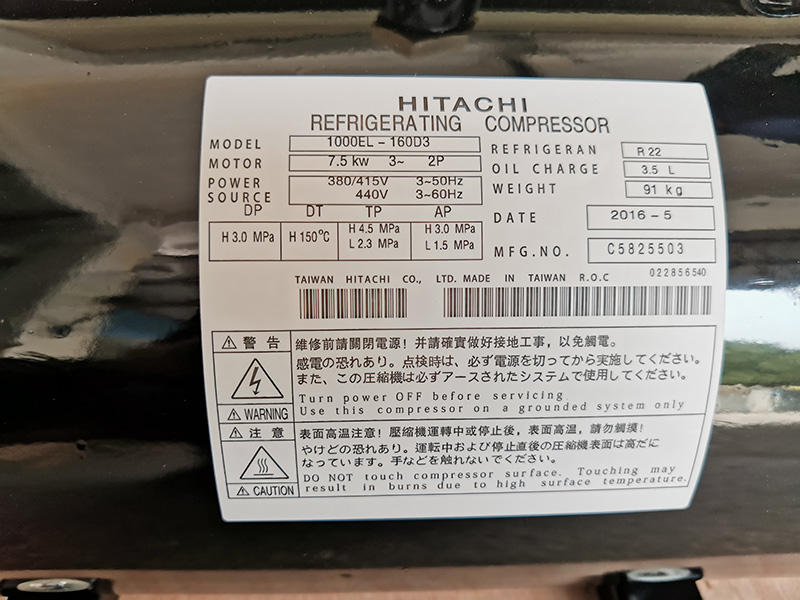 HITACHI
REFRIGERATING COMPRESSOR
MODEL 1000EL-160D3 REFRIGERAN R 22
MOTOR 7.5 kw 3~ 2P OIL CHARGE 3.5 L
POWER SOURCE 380/415V 3~50Hz WEIGHT 91 kg
440V 3~60Hz
DP DT TP AP DATE 2016-5
H 3.0 MPa H 150°C H 4.5 MPa H 3.0 MPa
L 2.3 MPa L 1.5 MPa MFG.NO. C5825503
TAIWAN HITACHI CO., LTD. MADE IN TAIWAN R.O.C 022856540
⚠ 警告 維修前請關閉電源!并請確實做好接地工事，以免觸電。
感電の恐れあり。点検時は、必ず電源を切ってから実施してください。
また、この圧縮機は必ずアースされたシステムで使用してください。
Turn power OFF before servicing
⚠ WARNING Use this compressor on a grounded system only
⚠ 注意 表面高温注意!壓縮機運轉中或停止後，表面高温，請勿觸摸!
やけどの恐れあり。運転中および停止直後の圧縮機表面は高だに
なっています。手などを触れないでください。
DO NOT touch compressor surface. Touching may
⚠ CAUTION result in burns due to high surface temperature.